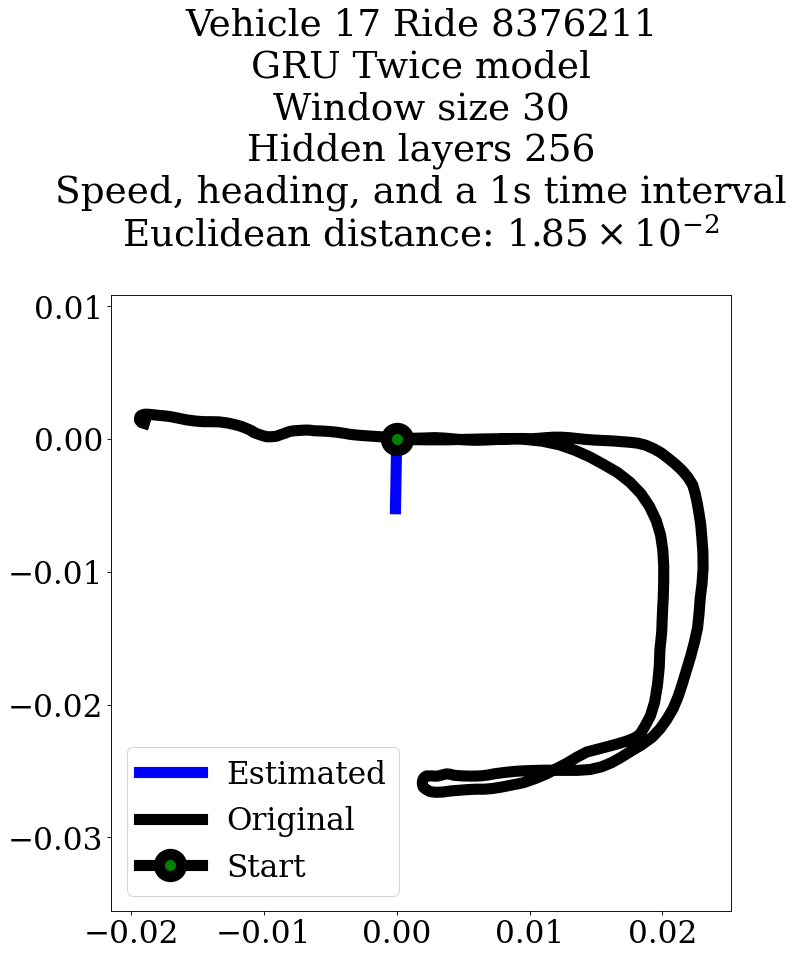 Vehicle 17 Ride 8376211
GRU Twice model
Window size 30
Hidden layers 256
Speed, heading, and a 1s time interval
Euclidean distance: 1.85 × 10⁻²
0.01
0.00
−0.01
−0.02
−0.03
Estimated
Original
Start
−0.02 −0.01 0.00 0.01 0.02